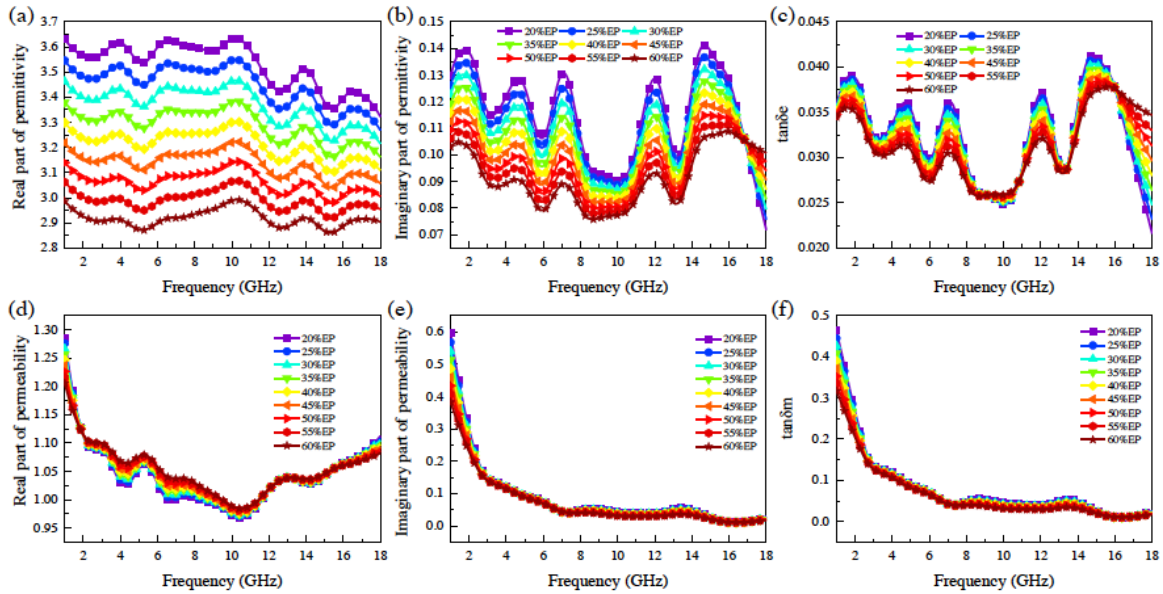 (a)
Real part of permittivity
3.7
3.6
3.5
3.4
3.3
3.2
3.1
3.0
2.9
2.8
2 4 6 8 10 12 14 16 18
Frequency (GHz)
(b)
Imaginary part of permittivity
0.15
0.14
0.13
0.12
0.11
0.10
0.09
0.08
0.07
20%EP 25%EP 30%EP
35%EP 40%EP 45%EP
50%EP 55%EP 60%EP
2 4 6 8 10 12 14 16 18
Frequency (GHz)
(c)
tanδe
0.045
0.040
0.035
0.030
0.025
0.020
20%EP 25%EP
30%EP 35%EP
40%EP 45%EP
50%EP 55%EP
60%EP
2 4 6 8 10 12 14 16 18
Frequency (GHz)
(d)
Real part of permeability
1.30
1.25
1.20
1.15
1.10
1.05
1.00
0.95
20%EP
25%EP
30%EP
35%EP
40%EP
45%EP
50%EP
55%EP
60%EP
2 4 6 8 10 12 14 16 18
Frequency (GHz)
(e)
Imaginary part of permeability
0.6
0.5
0.4
0.3
0.2
0.1
0.0
20%EP
25%EP
30%EP
35%EP
40%EP
45%EP
50%EP
55%EP
60%EP
2 4 6 8 10 12 14 16 18
Frequency (GHz)
(f)
tanδm
0.5
0.4
0.3
0.2
0.1
0.0
20%EP
25%EP
30%EP
35%EP
40%EP
45%EP
50%EP
55%EP
60%EP
2 4 6 8 10 12 14 16 18
Frequency (GHz)